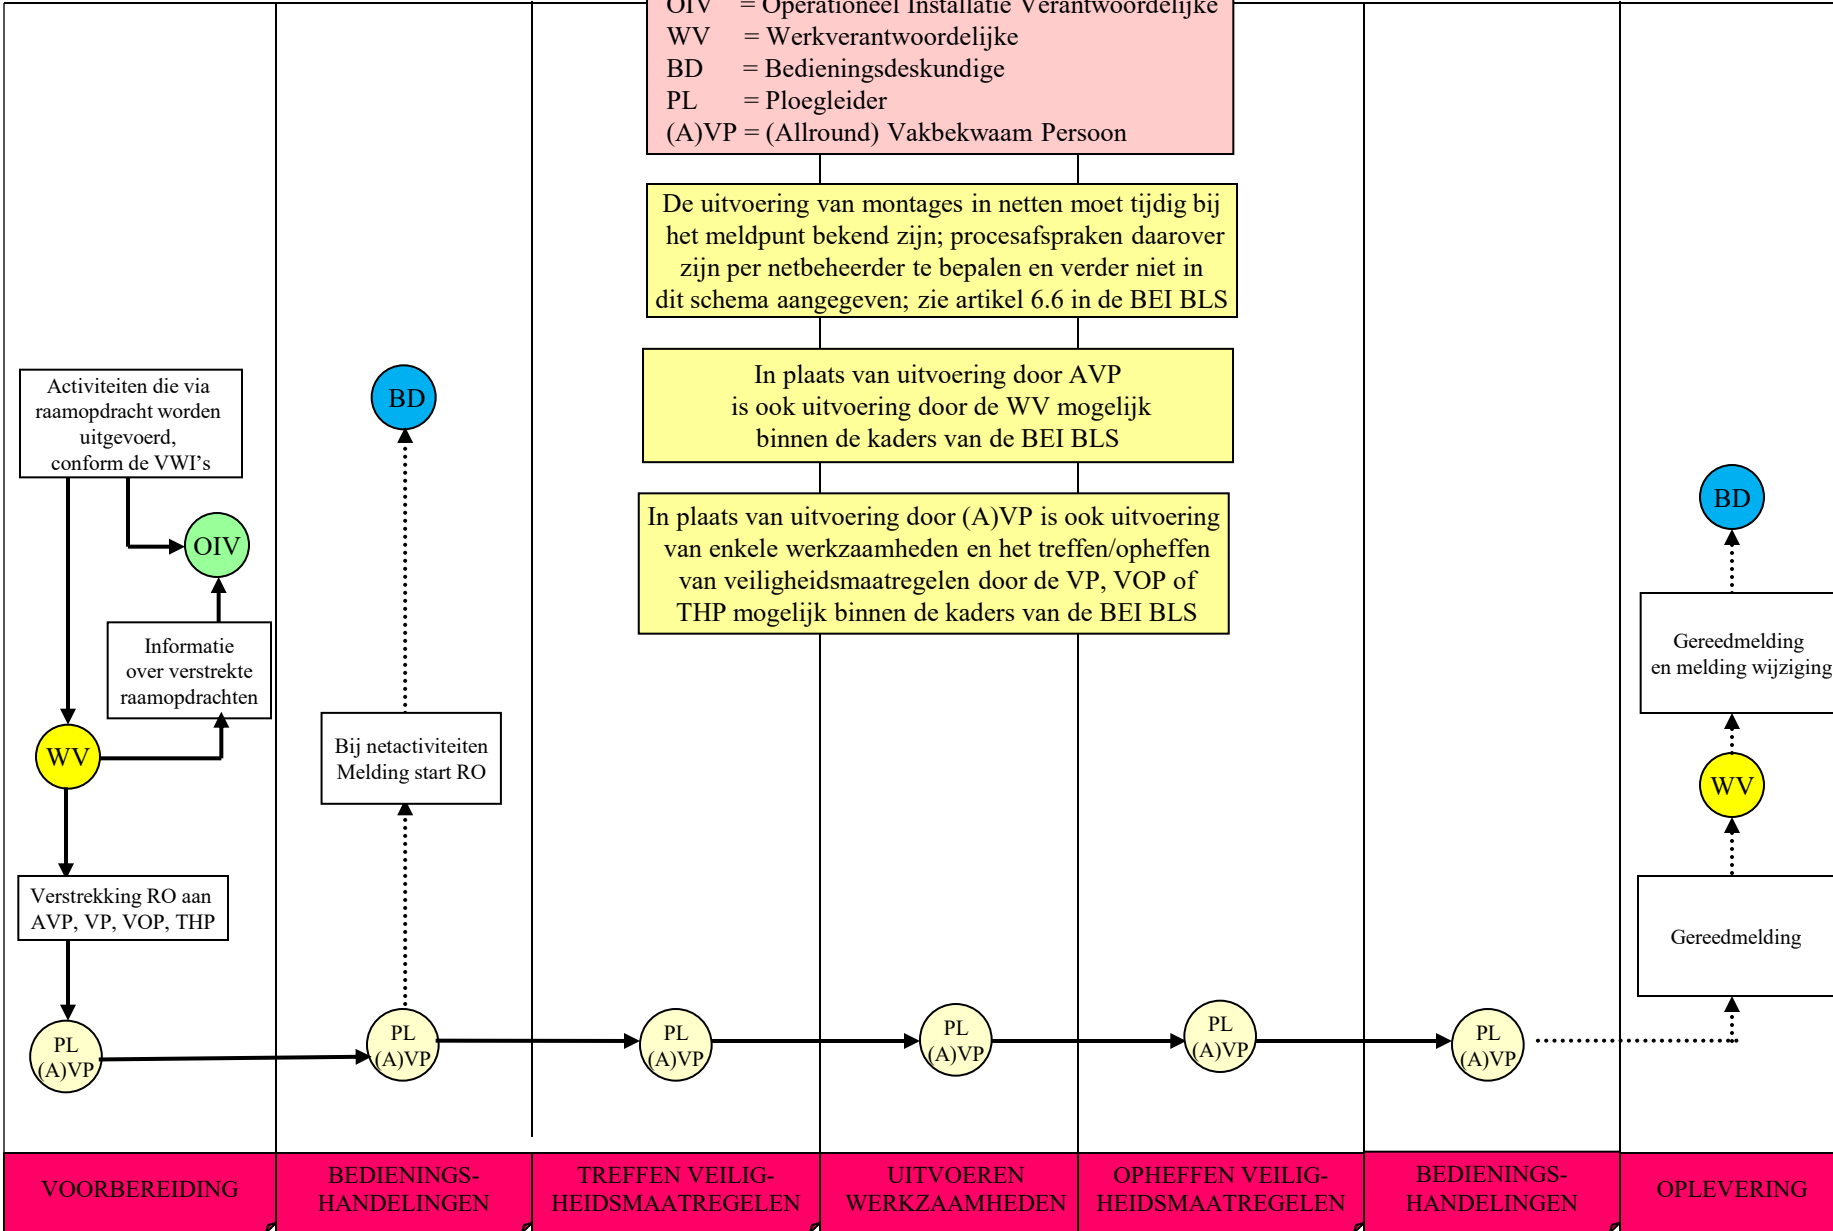 OIV = Operationeel Installatie Verantwoordelijke
WV = Werkverantwoordelijke
BD = Bedieningsdeskundige
PL = Ploegleider
(A)VP = (Allround) Vakbekwaam Persoon
De uitvoering van montages in netten moet tijdig bij
het meldpunt bekend zijn; procesafspraken daarover
zijn per netbeheerder te bepalen en verder niet in
dit schema aangegeven; zie artikel 6.6 in de BEI BLS
In plaats van uitvoering door AVP
is ook uitvoering door de WV mogelijk
binnen de kaders van de BEI BLS
In plaats van uitvoering door (A)VP is ook uitvoering
van enkele werkzaamheden en het treffen/opheffen
van veiligheidsmaatregelen door de VP, VOP of
THP mogelijk binnen de kaders van de BEI BLS
Activiteiten die via
raamopdracht worden
uitgevoerd,
conform de VWI's
OIV
Informatie
over verstrekte
raamopdrachten
WV
Verstrekking RO aan
AVP, VP, VOP, THP
PL
(A)VP
BD
Bij netactiviteiten
Melding start RO
PL
(A)VP
PL
(A)VP
PL
(A)VP
PL
(A)VP
PL
(A)VP
BD
Gereedmelding
en melding wijziging
WV
Gereedmelding
VOORBEREIDING
BEDIENINGS-
HANDELINGEN
TREFFEN VEILIG-
HEIDSMAATREGELEN
UITVOEREN
WERKZAAMHEDEN
OPHEFFEN VEILIG-
HEIDSMAATREGELEN
BEDIENINGS-
HANDELINGEN
OPLEVERING